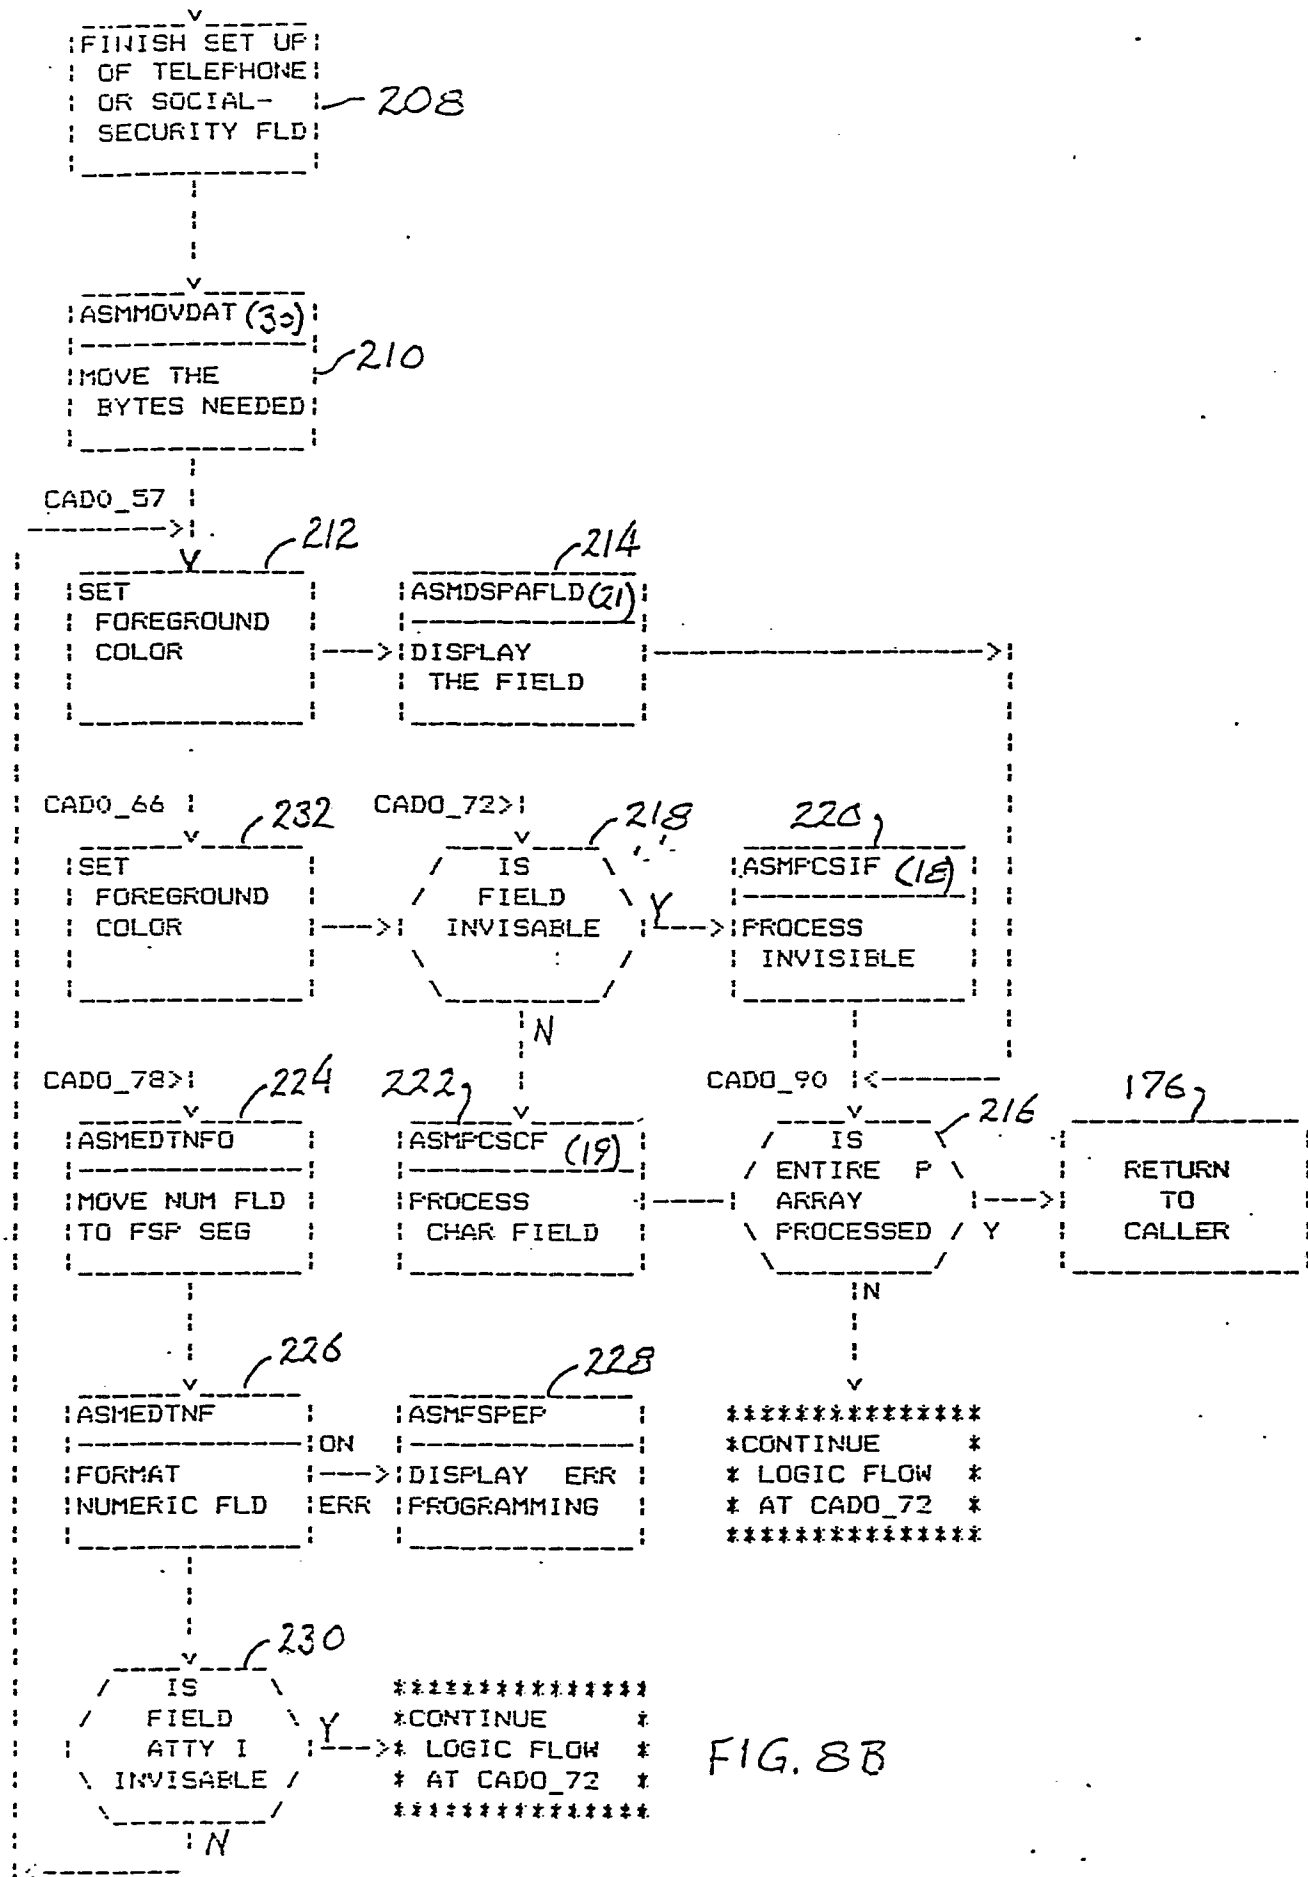 FINISH SET UP
OF TELEPHONE
OR SOCIAL-
SECURITY FLD
208
ASMMOVDAT (30)
MOVE THE
BYTES NEEDED
210
CADO_57
212
SET
FOREGROUND
COLOR
214
ASMDSPAFLD (21)
DISPLAY
THE FIELD
CADO_66
232
SET
FOREGROUND
COLOR
CADO_72
218
IS
FIELD
INVISABLE
Y
N
220
ASMPCSIF (18)
PROCESS
INVISIBLE
CADO_78
224
ASMEDTNFO
MOVE NUM FLD
TO FSP SEG
222
ASMPCSCF (19)
PROCESS
CHAR FIELD
CADO_90
216
IS
ENTIRE P
ARRAY
PROCESSED
Y
N
176
RETURN
TO
CALLER
226
ASMEDTNF
FORMAT
NUMERIC FLD
ON
ERR
228
ASMFSPEP
DISPLAY ERR
PROGRAMMING
*CONTINUE *
* LOGIC FLOW *
* AT CADO_72 *
230
IS
FIELD
ATTY I
INVISABLE
Y
N
*CONTINUE *
* LOGIC FLOW *
* AT CADO_72 *
FIG. 8B